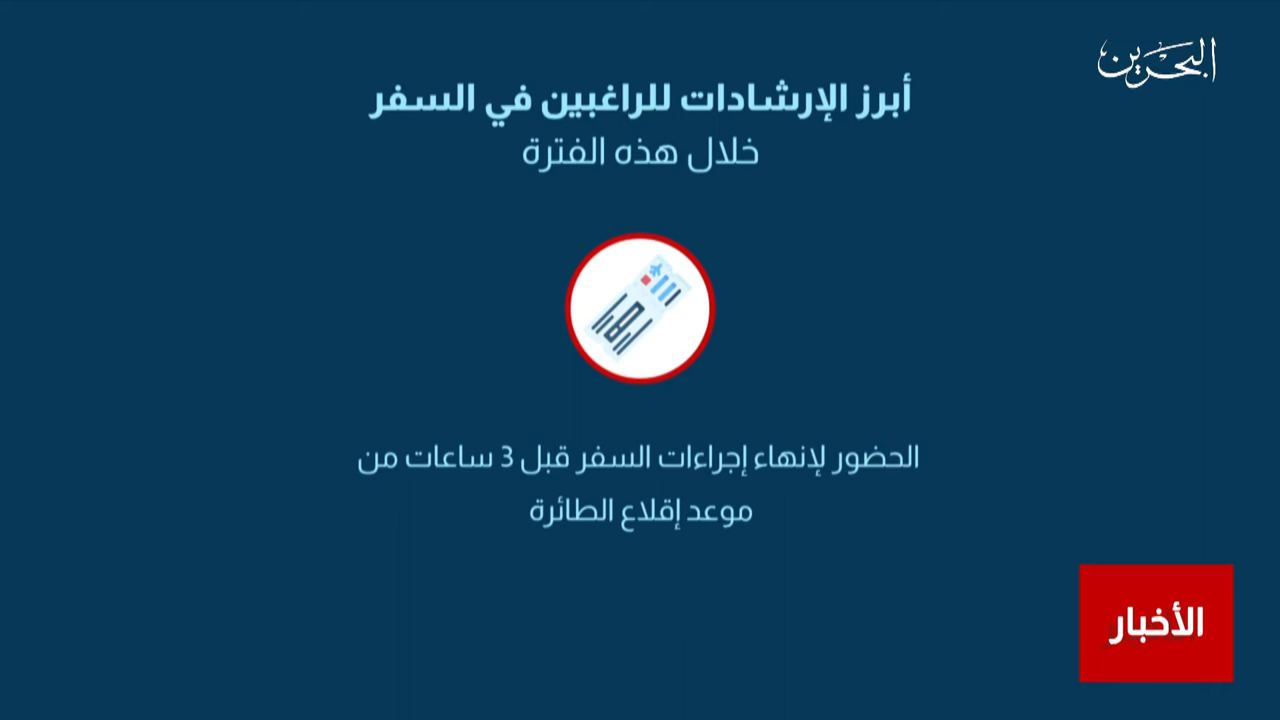 البحرين
أبرز الإرشادات للراغبين في السفر
خلال هذه الفترة
الحضور لإنهاء إجراءات السفر قبل 3 ساعات من
موعد إقلاع الطائرة
الأخبار